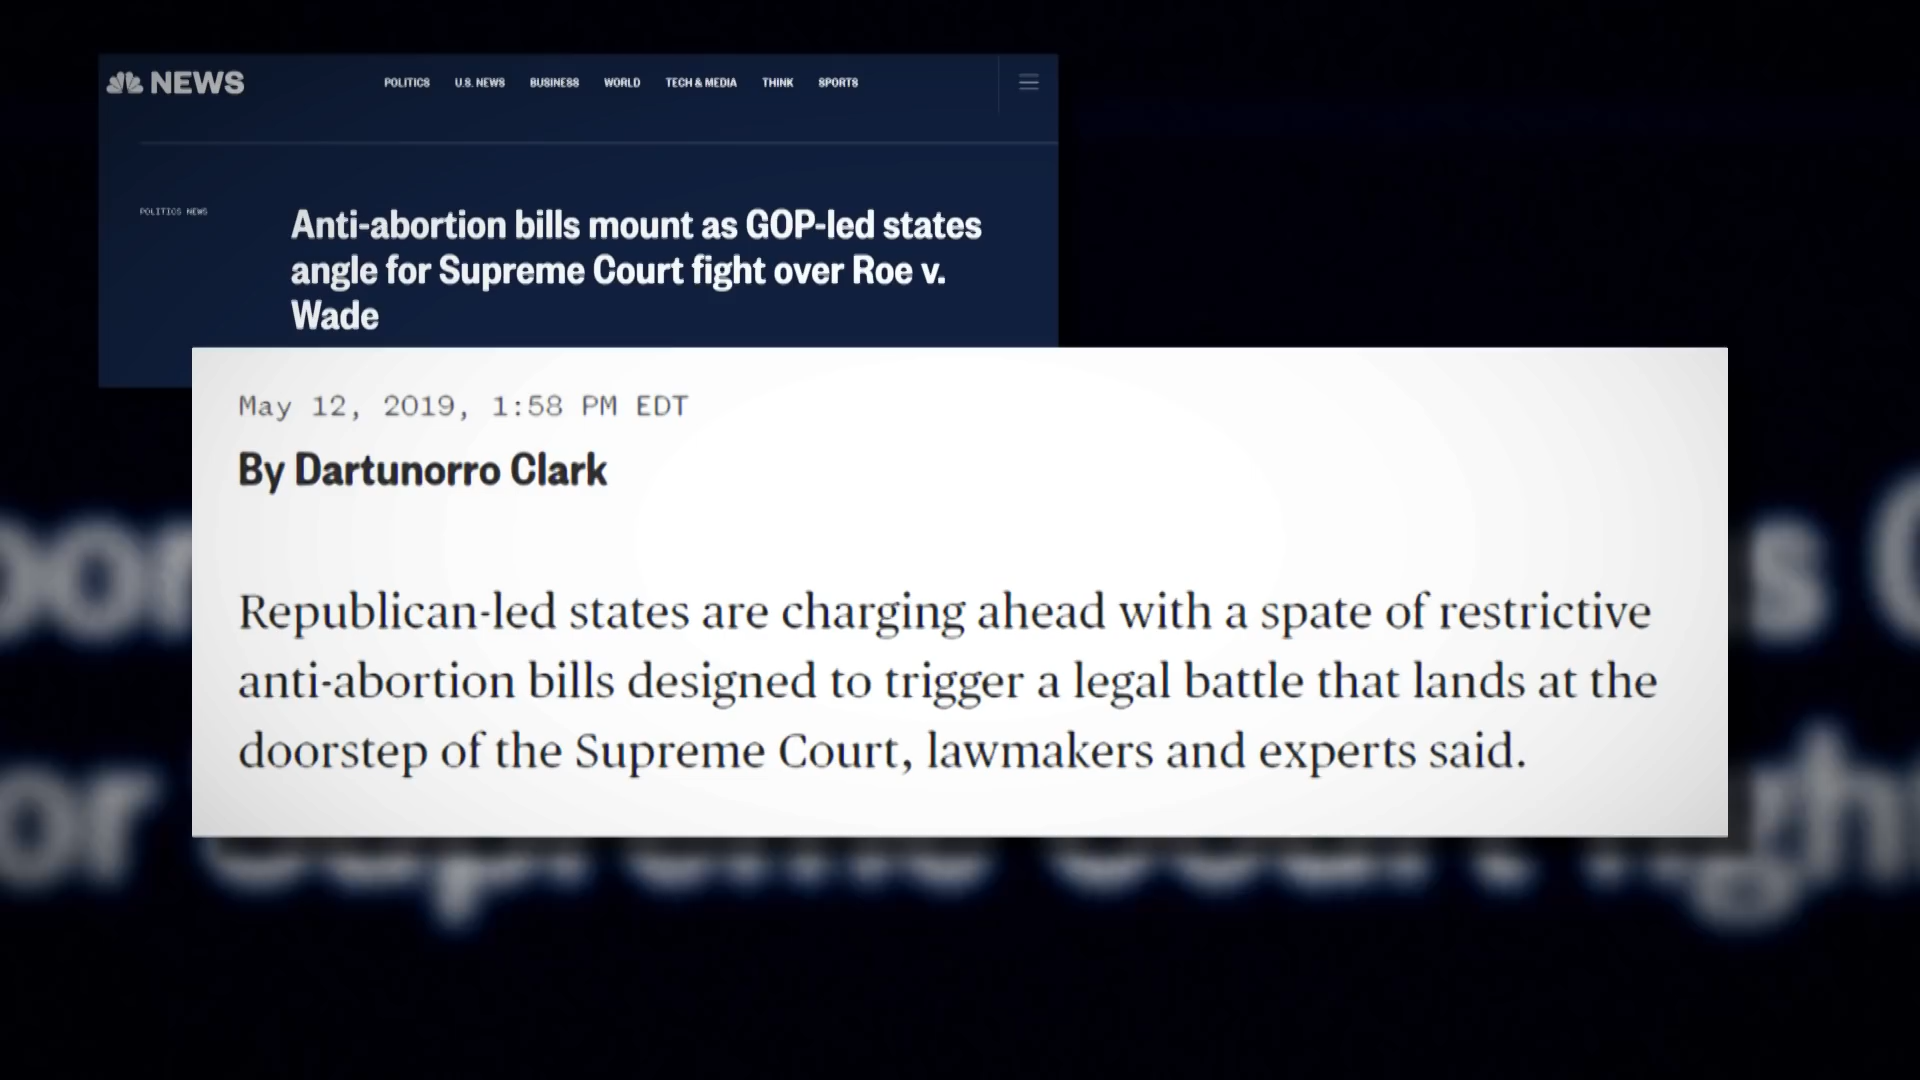 NEWS
POLITICS U.S. NEWS BUSINESS WORLD TECH & MEDIA THINK SPORTS
POLITICS NEWS
Anti-abortion bills mount as GOP-led states
angle for Supreme Court fight over Roe v.
Wade
May 12, 2019, 1:58 PM EDT
By Dartunorro Clark
Republican-led states are charging ahead with a spate of restrictive
anti-abortion bills designed to trigger a legal battle that lands at the
doorstep of the Supreme Court, lawmakers and experts said.